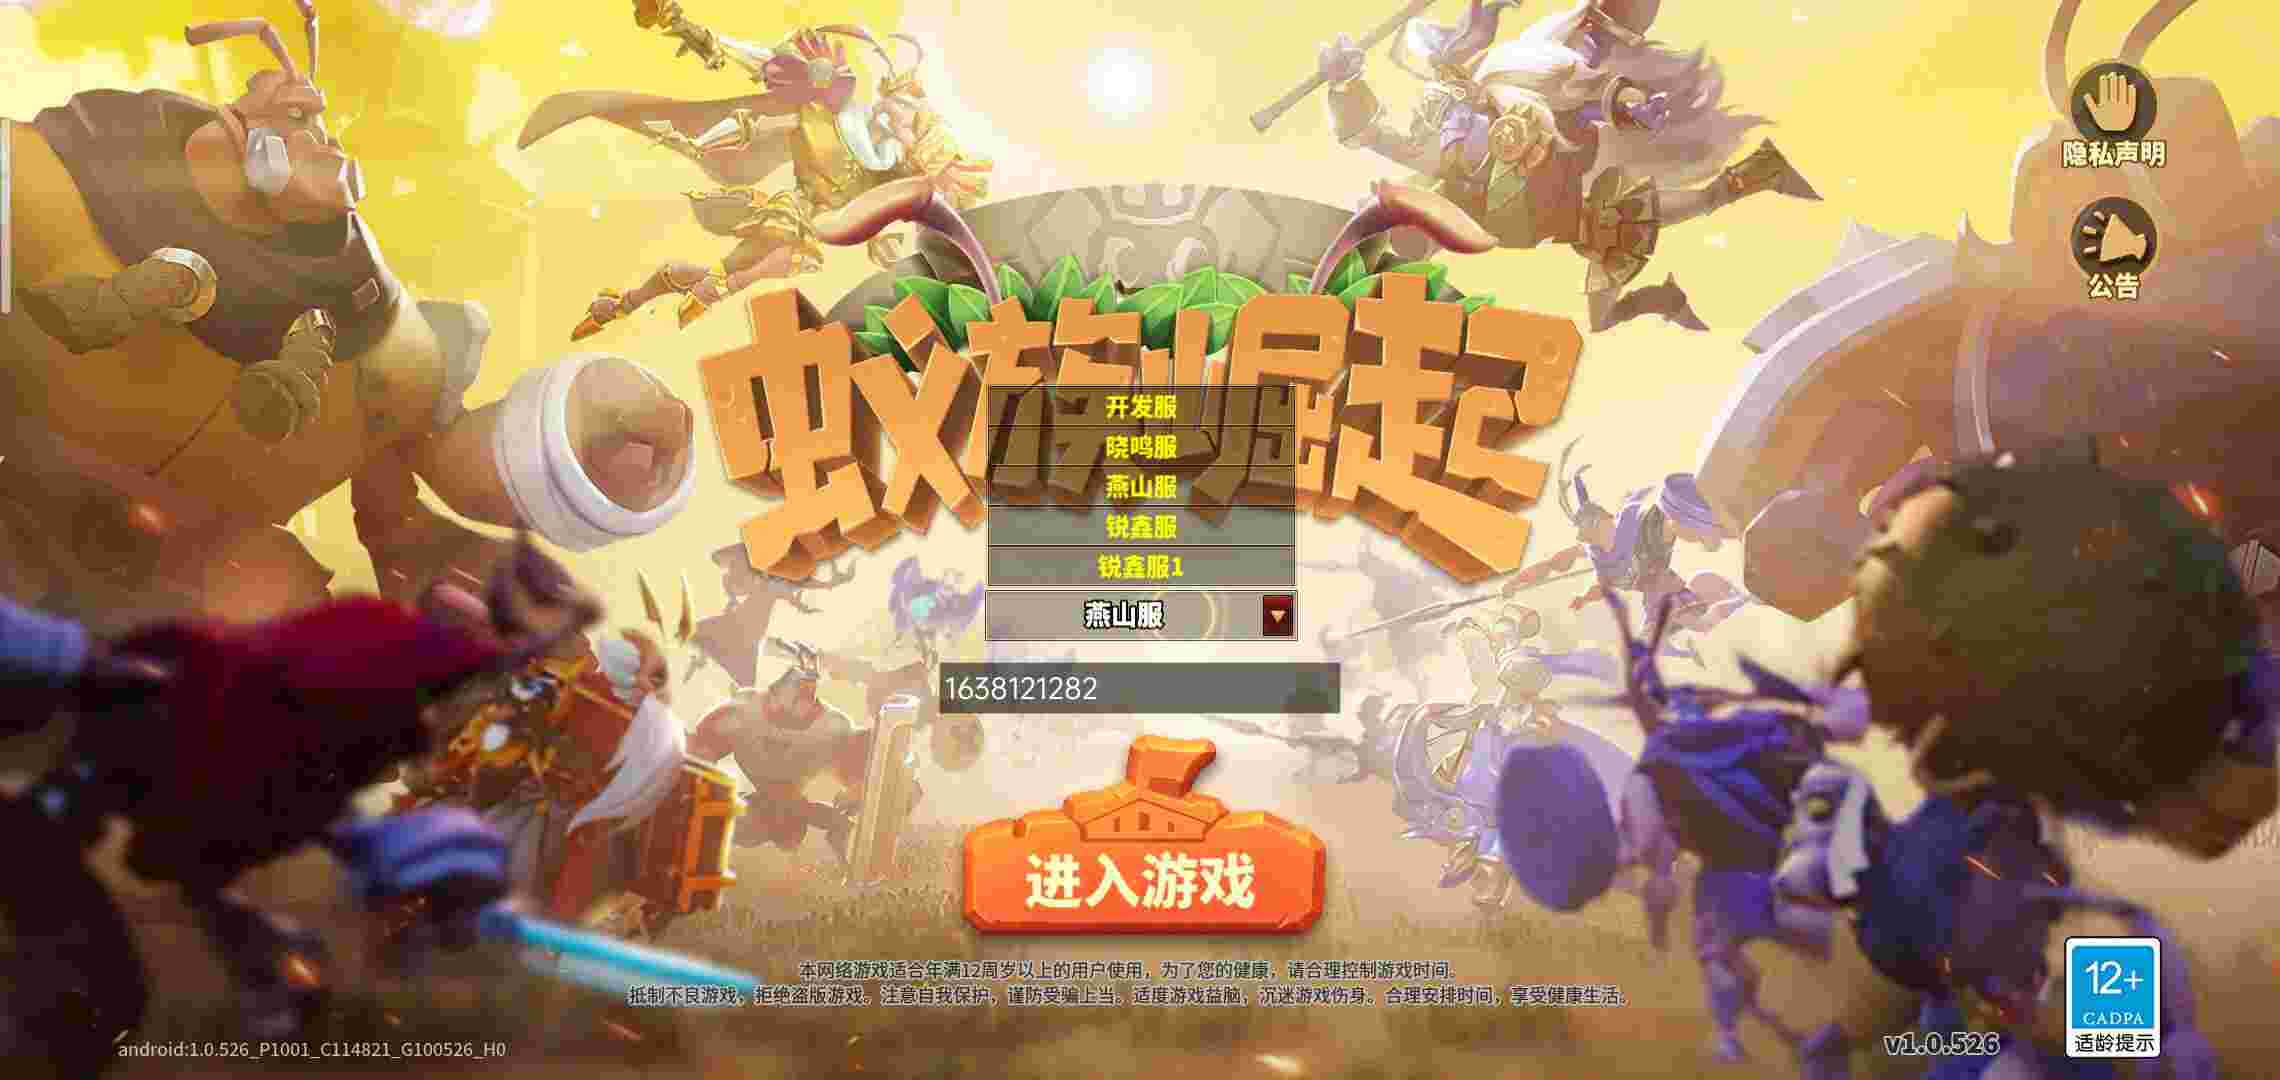 隐私声明
公告
蚁族崛起
开发服
晓鸣服
燕山服
锐鑫服
锐鑫服1
燕山服
1638121282
进入游戏
本网络游戏适合年满12周岁以上的用户使用，为了您的健康，请合理控制游戏时间。
抵制不良游戏，拒绝盗版游戏。注意自我保护，谨防受骗上当。适度游戏益脑，沉迷游戏伤身。合理安排时间，享受健康生活。
12+
CADPA
适龄提示
android:1.0.526_P1001_C114821_G100526_H0
v1.0.526